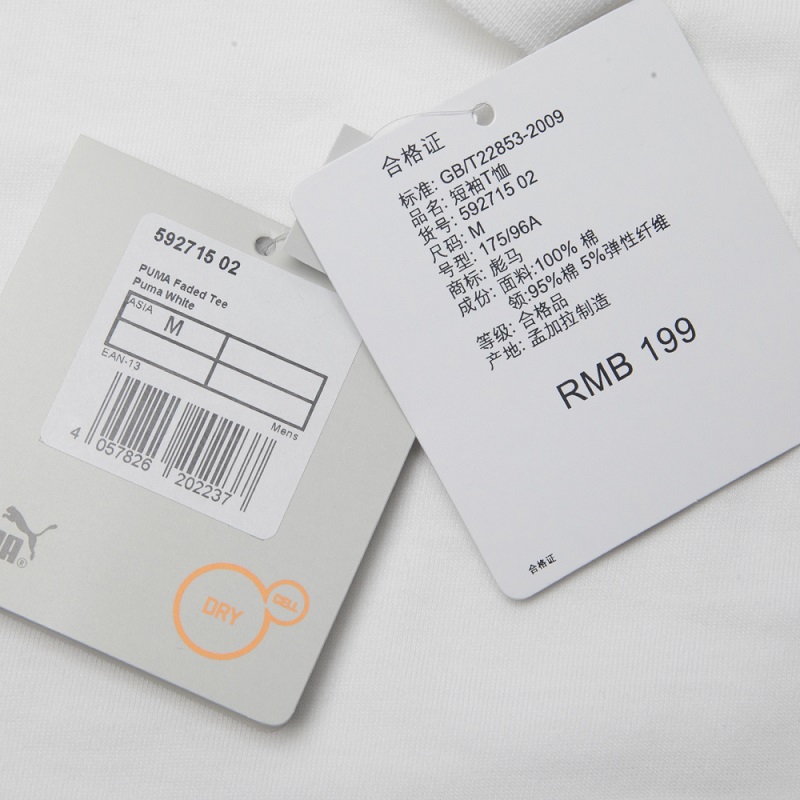 592715 02
PUMA Faded Tee
Puma White
ASIA
M
EAN-13
Mens
4 057826 202237
®
DRY
CELL
合格证
标准: GB/T22853-2009
品名: 短袖T恤
货号: 592715 02
尺码: M
号型: 175/96A
商标: 彪马
成份: 面料:100% 棉
领:95%棉 5%弹性纤维
等级: 合格品
产地: 孟加拉制造
RMB 199
合格证